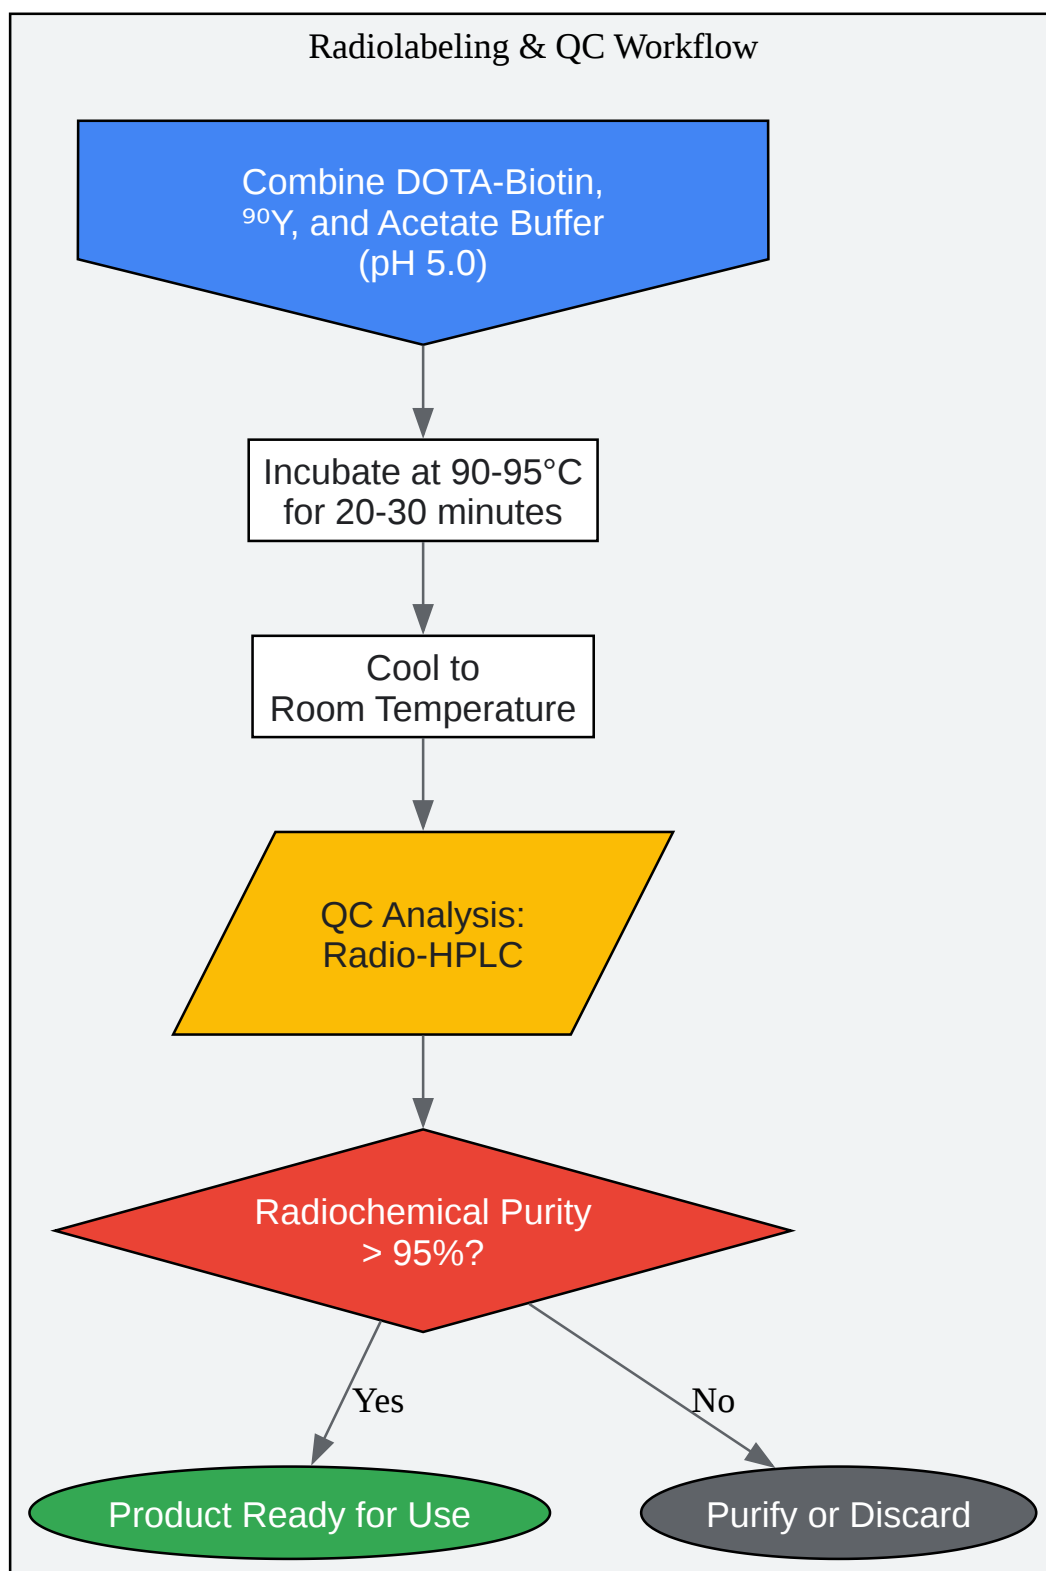 Radiolabeling & QC Workflow
Combine DOTA-Biotin,
⁹⁰Y, and Acetate Buffer
(pH 5.0)
Incubate at 90-95°C
for 20-30 minutes
Cool to
Room Temperature
QC Analysis:
Radio-HPLC
Radiochemical Purity
> 95%?
Yes
No
Product Ready for Use
Purify or Discard